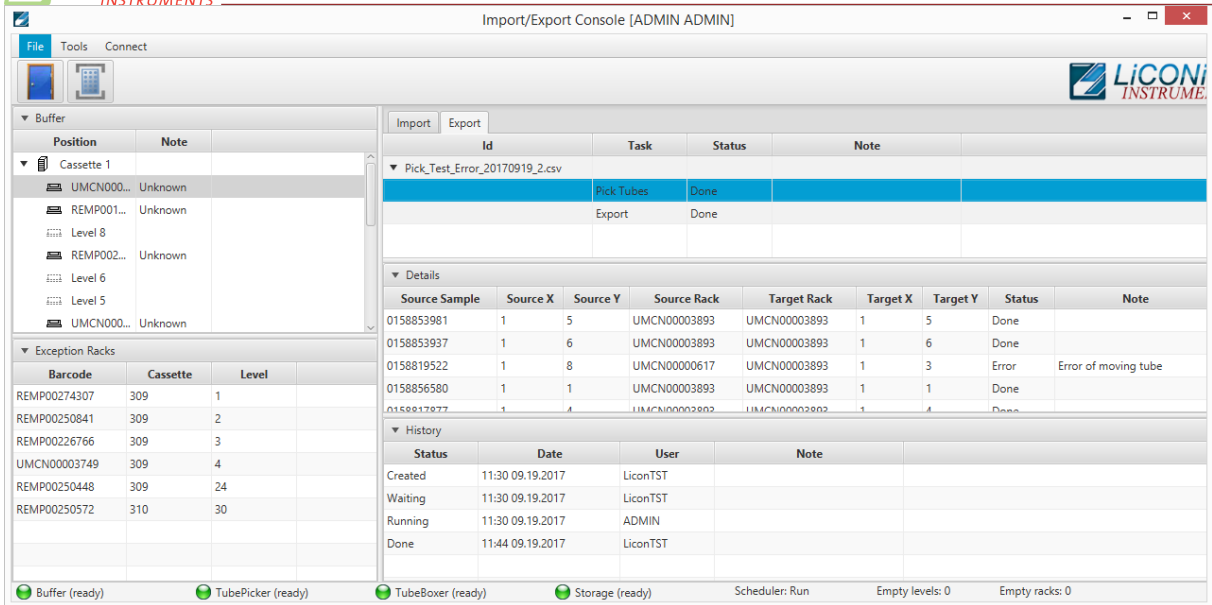 INSTRUMENTS
Import/Export Console [ADMIN ADMIN]
File Tools Connect
LiCONi
INSTRUME
Buffer
Position Note
Cassette 1
UMCN000... Unknown
REMP001... Unknown
Level 8
REMP002... Unknown
Level 6
Level 5
UMCN000... Unknown
Exception Racks
Barcode Cassette Level
REMP00274307 309 1
REMP00250841 309 2
REMP00226766 309 3
UMCN00003749 309 4
REMP00250448 309 24
REMP00250572 310 30
Import Export
Id Task Status Note
Pick_Test_Error_20170919_2.csv
Pick Tubes Done
Export Done
Details
Source Sample Source X Source Y Source Rack Target Rack Target X Target Y Status Note
0158853981 1 5 UMCN00003893 UMCN00003893 1 5 Done
0158853937 1 6 UMCN00003893 UMCN00003893 1 6 Done
0158819522 1 8 UMCN00000617 UMCN00003893 1 3 Error Error of moving tube
0158856580 1 1 UMCN00003893 UMCN00003893 1 1 Done
0158817877 1 4 UMCN00003893 UMCN00003893 1 4 Done
History
Status Date User Note
Created 11:30 09.19.2017 LiconTST
Waiting 11:30 09.19.2017 LiconTST
Running 11:30 09.19.2017 ADMIN
Done 11:44 09.19.2017 LiconTST
Buffer (ready) TubePicker (ready) TubeBoxer (ready) Storage (ready) Scheduler: Run Empty levels: 0 Empty racks: 0